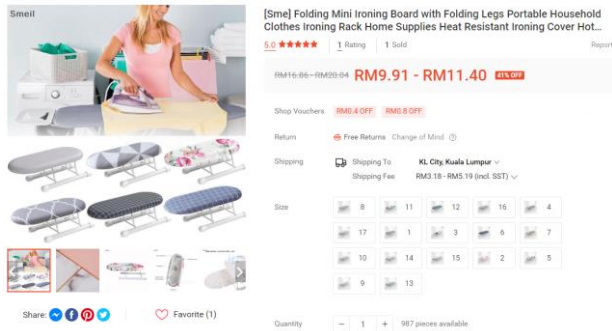 Smeil
[Sme] Folding Mini Ironing Board with Folding Legs Portable Household
Clothes Ironing Rack Home Supplies Heat Resistant Ironing Cover Hot...
5.0 ★★★★★ 1 Rating 1 Sold Report
RM16.86 - RM20.04 RM9.91 - RM11.40 41% OFF
Shop Vouchers RM0.4 OFF RM0.8 OFF
Return Free Returns Change of Mind
Shipping Shipping To KL City, Kuala Lumpur
Shipping Fee RM3.18 - RM5.19 (incl. SST)
Size 8 11 12 16 4
17 1 3 6 7
10 14 15 2 5
9 13
Share: Favorite (1)
Quantity − 1 + 987 pieces available